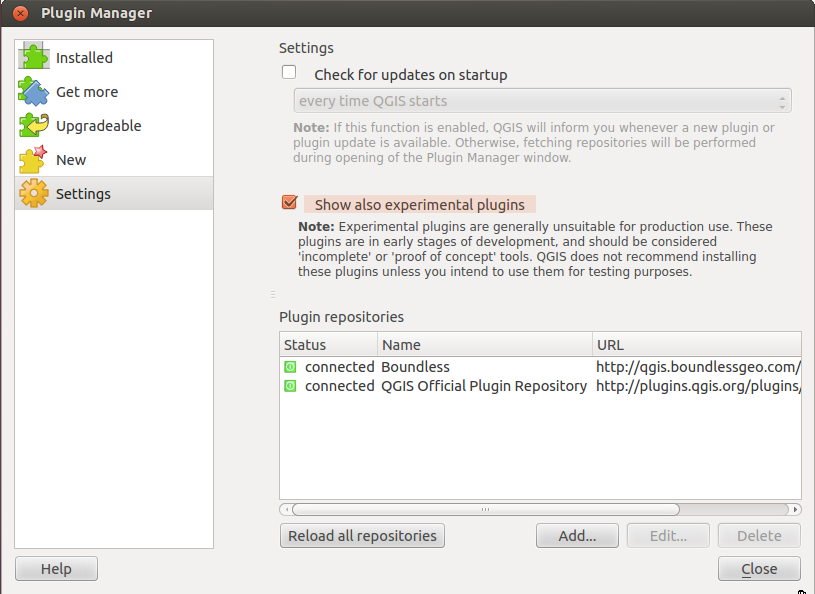 Plugin Manager
Installed
Get more
Upgradeable
New
Settings
Settings
Check for updates on startup
every time QGIS starts
Note: If this function is enabled, QGIS will inform you whenever a new plugin or
plugin update is available. Otherwise, fetching repositories will be performed
during opening of the Plugin Manager window.
Show also experimental plugins
Note: Experimental plugins are generally unsuitable for production use. These
plugins are in early stages of development, and should be considered
'incomplete' or 'proof of concept' tools. QGIS does not recommend installing
these plugins unless you intend to use them for testing purposes.
Plugin repositories
Status Name URL
connected Boundless http://qgis.boundlessgeo.com/
connected QGIS Official Plugin Repository http://plugins.qgis.org/plugins/
Reload all repositories Add... Edit... Delete
Help Close